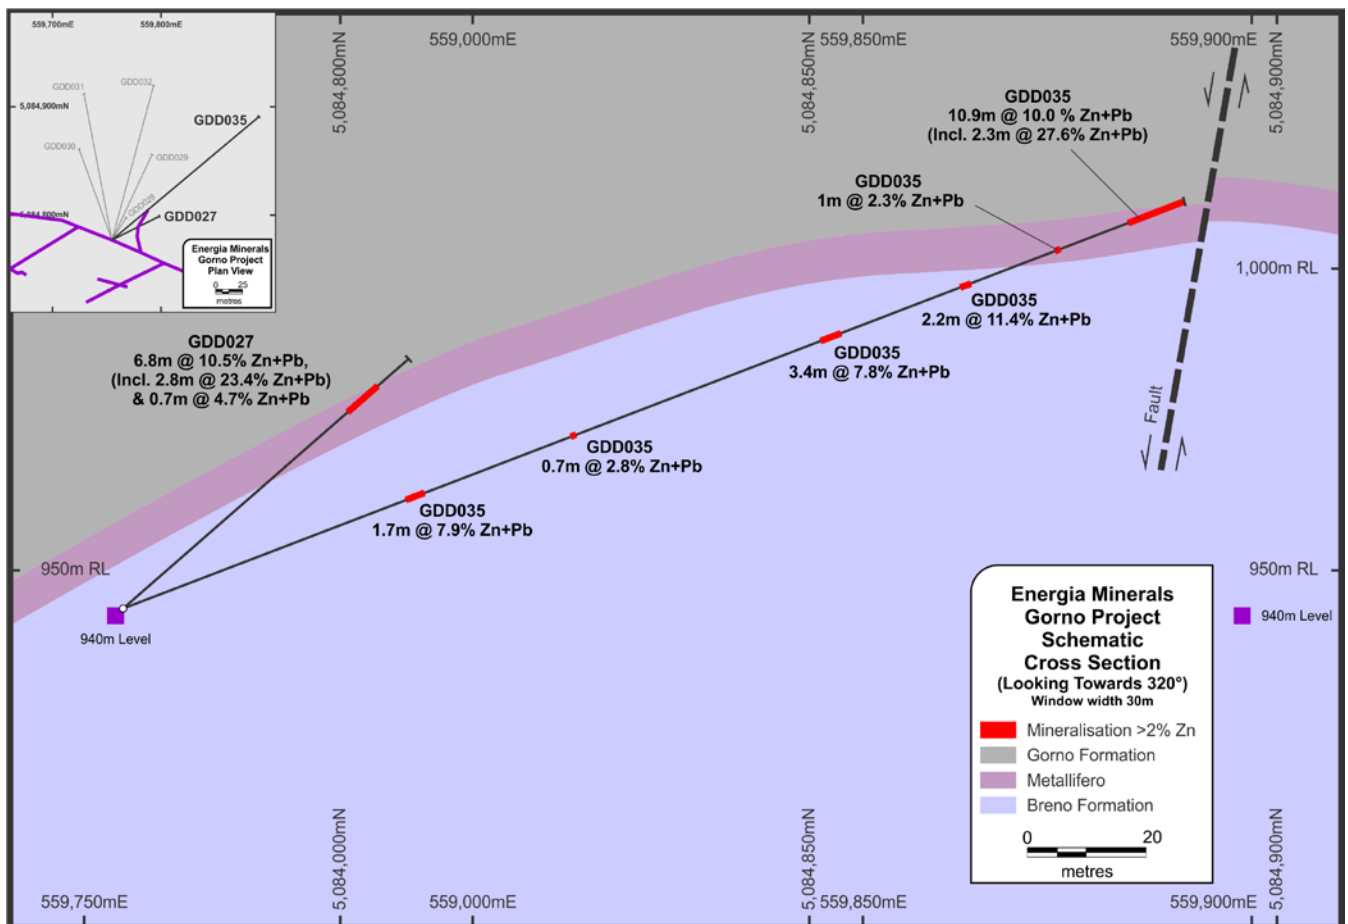 559,700mE
559,800mE
GDD031
GDD032
5,084,900mN
GDD035
GDD030
GDD029
GDD028
5,084,800mN
GDD027
Energia Minerals
Gorno Project
Plan View
0 25
metres
5,084,800mN
559,000mE
5,084,850mN
559,850mE
559,900mE
5,084,900mN
GDD035
10.9m @ 10.0 % Zn+Pb
(Incl. 2.3m @ 27.6% Zn+Pb)
GDD035
1m @ 2.3% Zn+Pb
1,000m RL
GDD035
2.2m @ 11.4% Zn+Pb
GDD027
6.8m @ 10.5% Zn+Pb,
(Incl. 2.8m @ 23.4% Zn+Pb)
& 0.7m @ 4.7% Zn+Pb
GDD035
3.4m @ 7.8% Zn+Pb
Fault
GDD035
0.7m @ 2.8% Zn+Pb
GDD035
1.7m @ 7.9% Zn+Pb
950m RL
950m RL
940m Level
940m Level
Energia Minerals
Gorno Project
Schematic
Cross Section
(Looking Towards 320°)
Window width 30m
Mineralisation >2% Zn
Gorno Formation
Metallifero
Breno Formation
0 20
metres
559,750mE
5,084,000mN
559,000mE
5,084,850mN
559,850mE
559,900mE
5,084,900mN